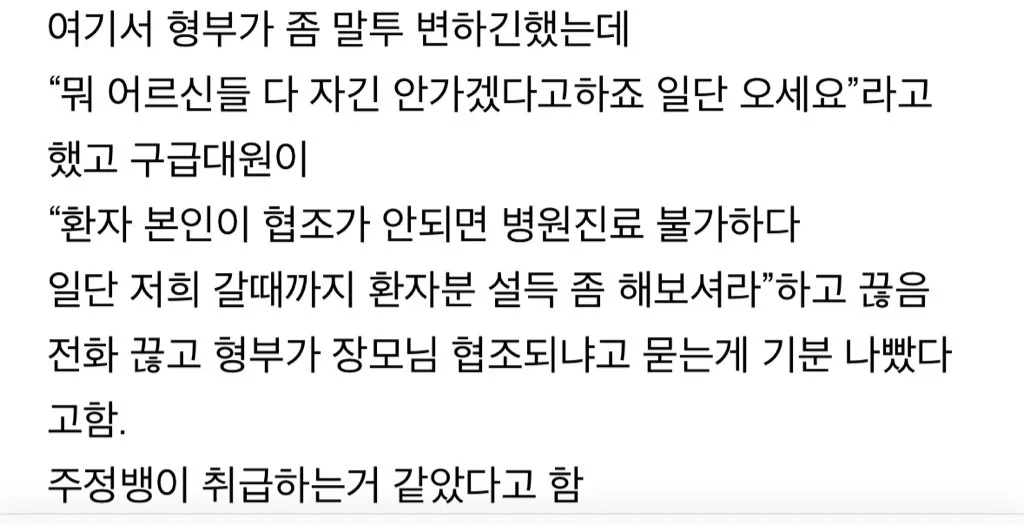 여기서 형부가 좀 말투 변하긴했는데
“뭐 어르신들 다 자긴 안가겠다고하죠 일단 오세요”라고
했고 구급대원이
“환자 본인이 협조가 안되면 병원진료 불가하다
일단 저희 갈때까지 환자분 설득 좀 해보셔라”하고 끊음
전화 끊고 형부가 장모님 협조되냐고 묻는게 기분 나빴다
고함.
주정뱅이 취급하는거 같았다고 함